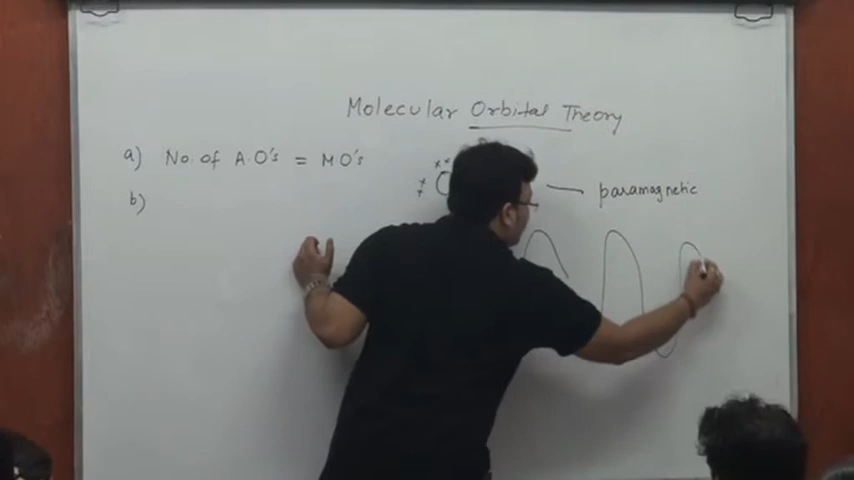 Molecular Orbital Theory
a) No. of A.O's = MO's
paramagnetic
b)